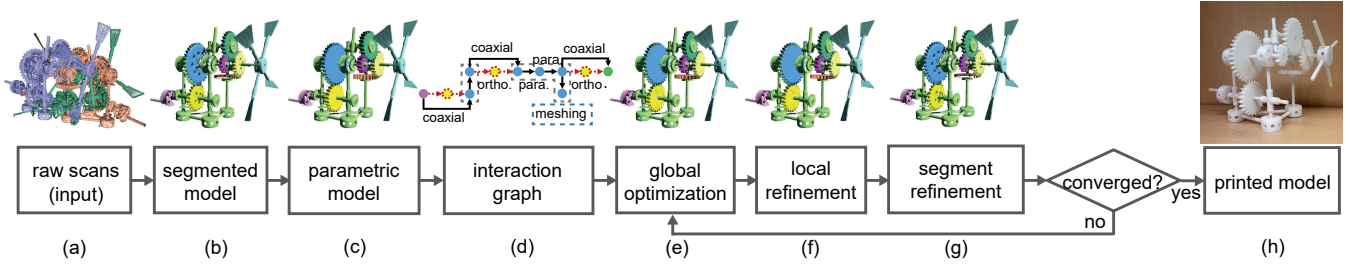 coaxial
coaxial
para.
ortho.
para.
ortho.
coaxial
meshing
raw scans
(input)
segmented
model
parametric
model
interaction
graph
global
optimization
local
refinement
segment
refinement
converged?
yes
printed model
no
(a)
(b)
(c)
(d)
(e)
(f)
(g)
(h)